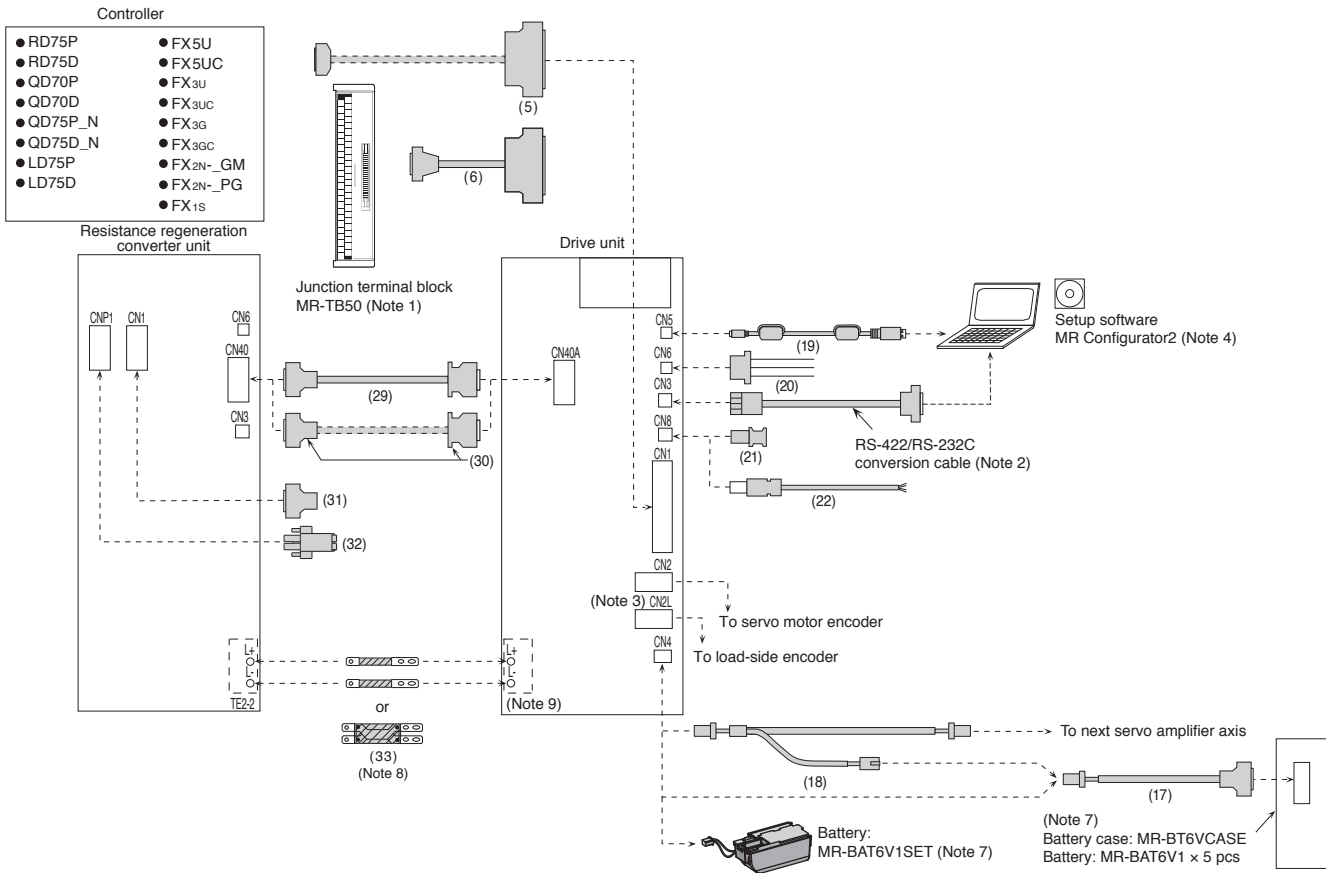 Controller
● RD75P
● RD75D
● QD70P
● QD70D
● QD75P_N
● QD75D_N
● LD75P
● LD75D
● FX5U
● FX5UC
● FX3U
● FX3UC
● FX3G
● FX3GC
● FX2N-_GM
● FX2N-_PG
● FX1S
(5)
(6)
Junction terminal block
MR-TB50 (Note 1)
Resistance regeneration
converter unit
CNP1
CN1
CN6
CN40
CN3
L+
L-
TE2-2
(29)
(30)
(31)
(32)
or
(33)
(Note 8)
Drive unit
CN40A
CN5
CN6
CN3
CN8
CN1
CN2
(Note 3) CN2L
CN4
L+
L-
(Note 9)
(19)
(20)
(21)
(22)
Setup software
MR Configurator2 (Note 4)
RS-422/RS-232C
conversion cable (Note 2)
To servo motor encoder
To load-side encoder
To next servo amplifier axis
(18)
(17)
Battery:
MR-BAT6V1SET (Note 7)
(Note 7)
Battery case: MR-BT6VCASE
Battery: MR-BAT6V1 × 5 pcs